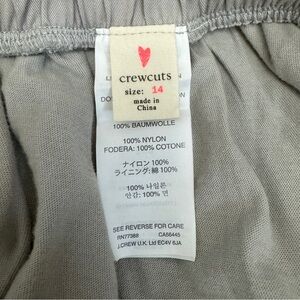 crewcuts
size: 14
made in
China
100% BAUMWOLLE
100% NYLON
FODERA: 100% COTONE
ナイロン 100%
ライニング: 綿 100%
100% 나일론
안감: 100% 면
SEE REVERSE FOR CARE
RN77388 CA56445
J.CREW U.K. Ltd EC4V 6JA